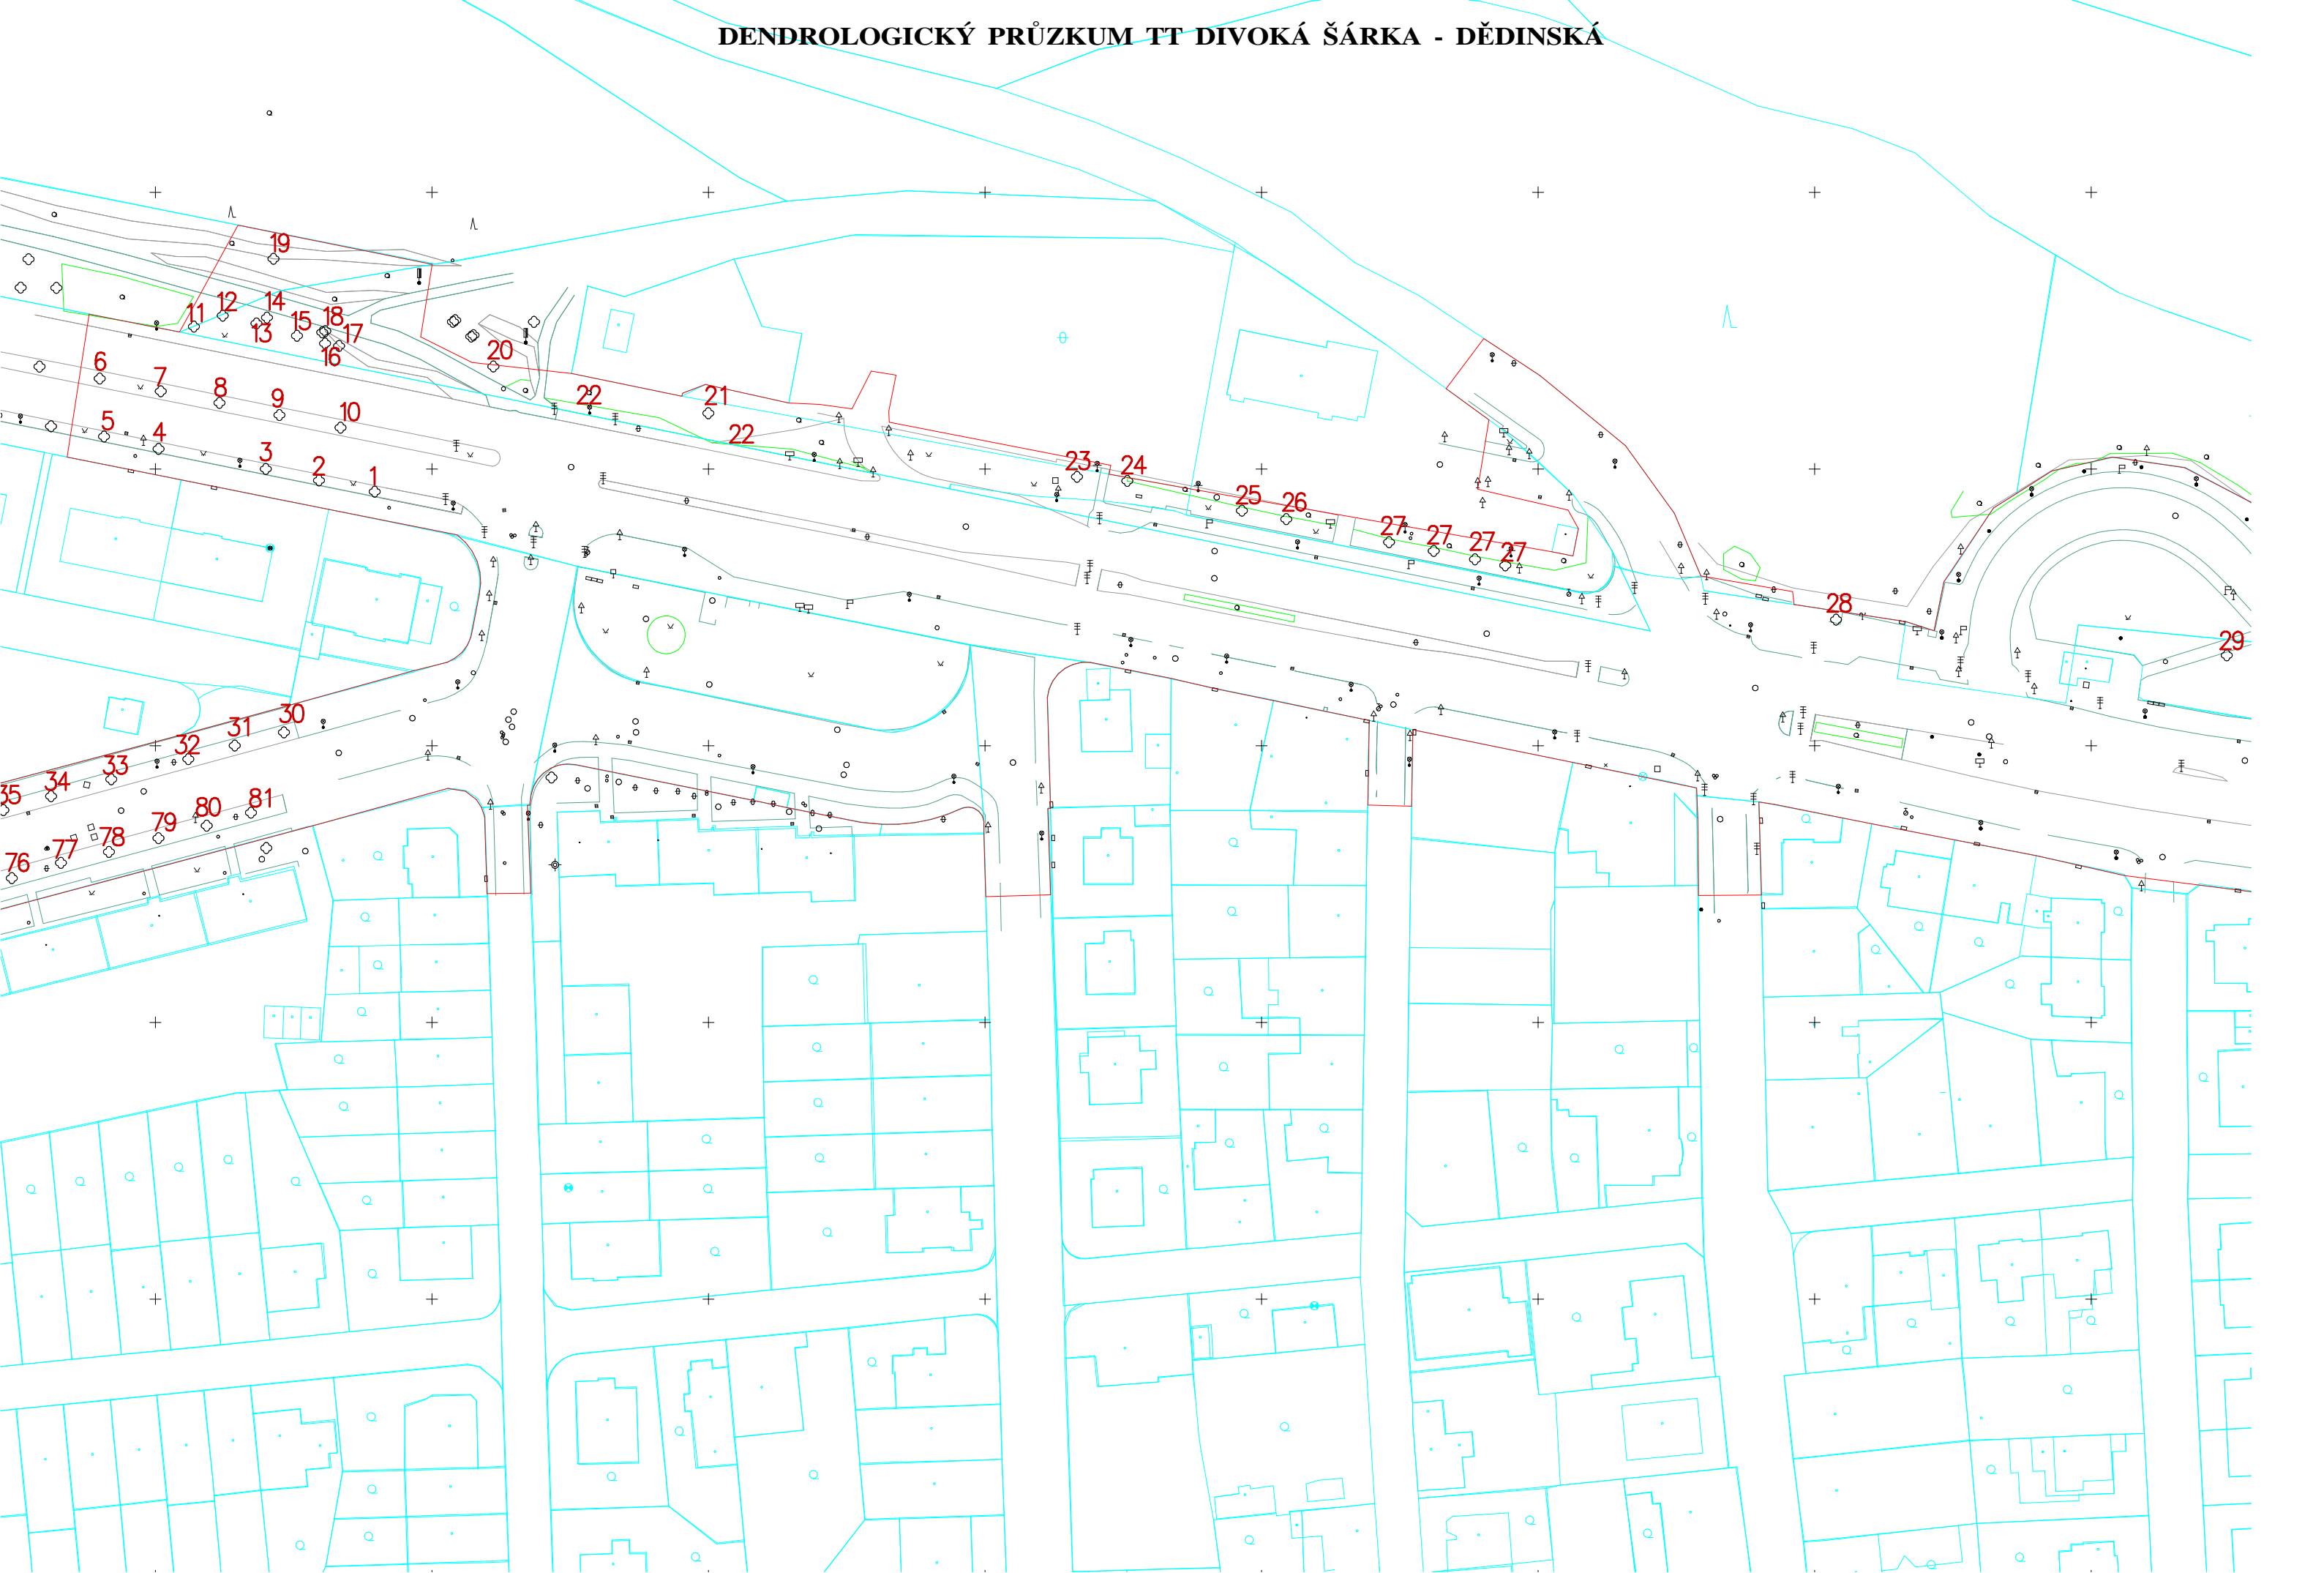 DENDROLOGICKÝ PRŮZKUM TT DIVOKÁ ŠÁRKA - DĚDINSKÁ
19
11 12 14
13 15 18 17
16
20
6 7 8 9 10
22 21
5 4 3 2 1
22
23 24 25 26
27 27 27 27
28
29
35 34 33 32 31 30
76 77 78 79 80 81